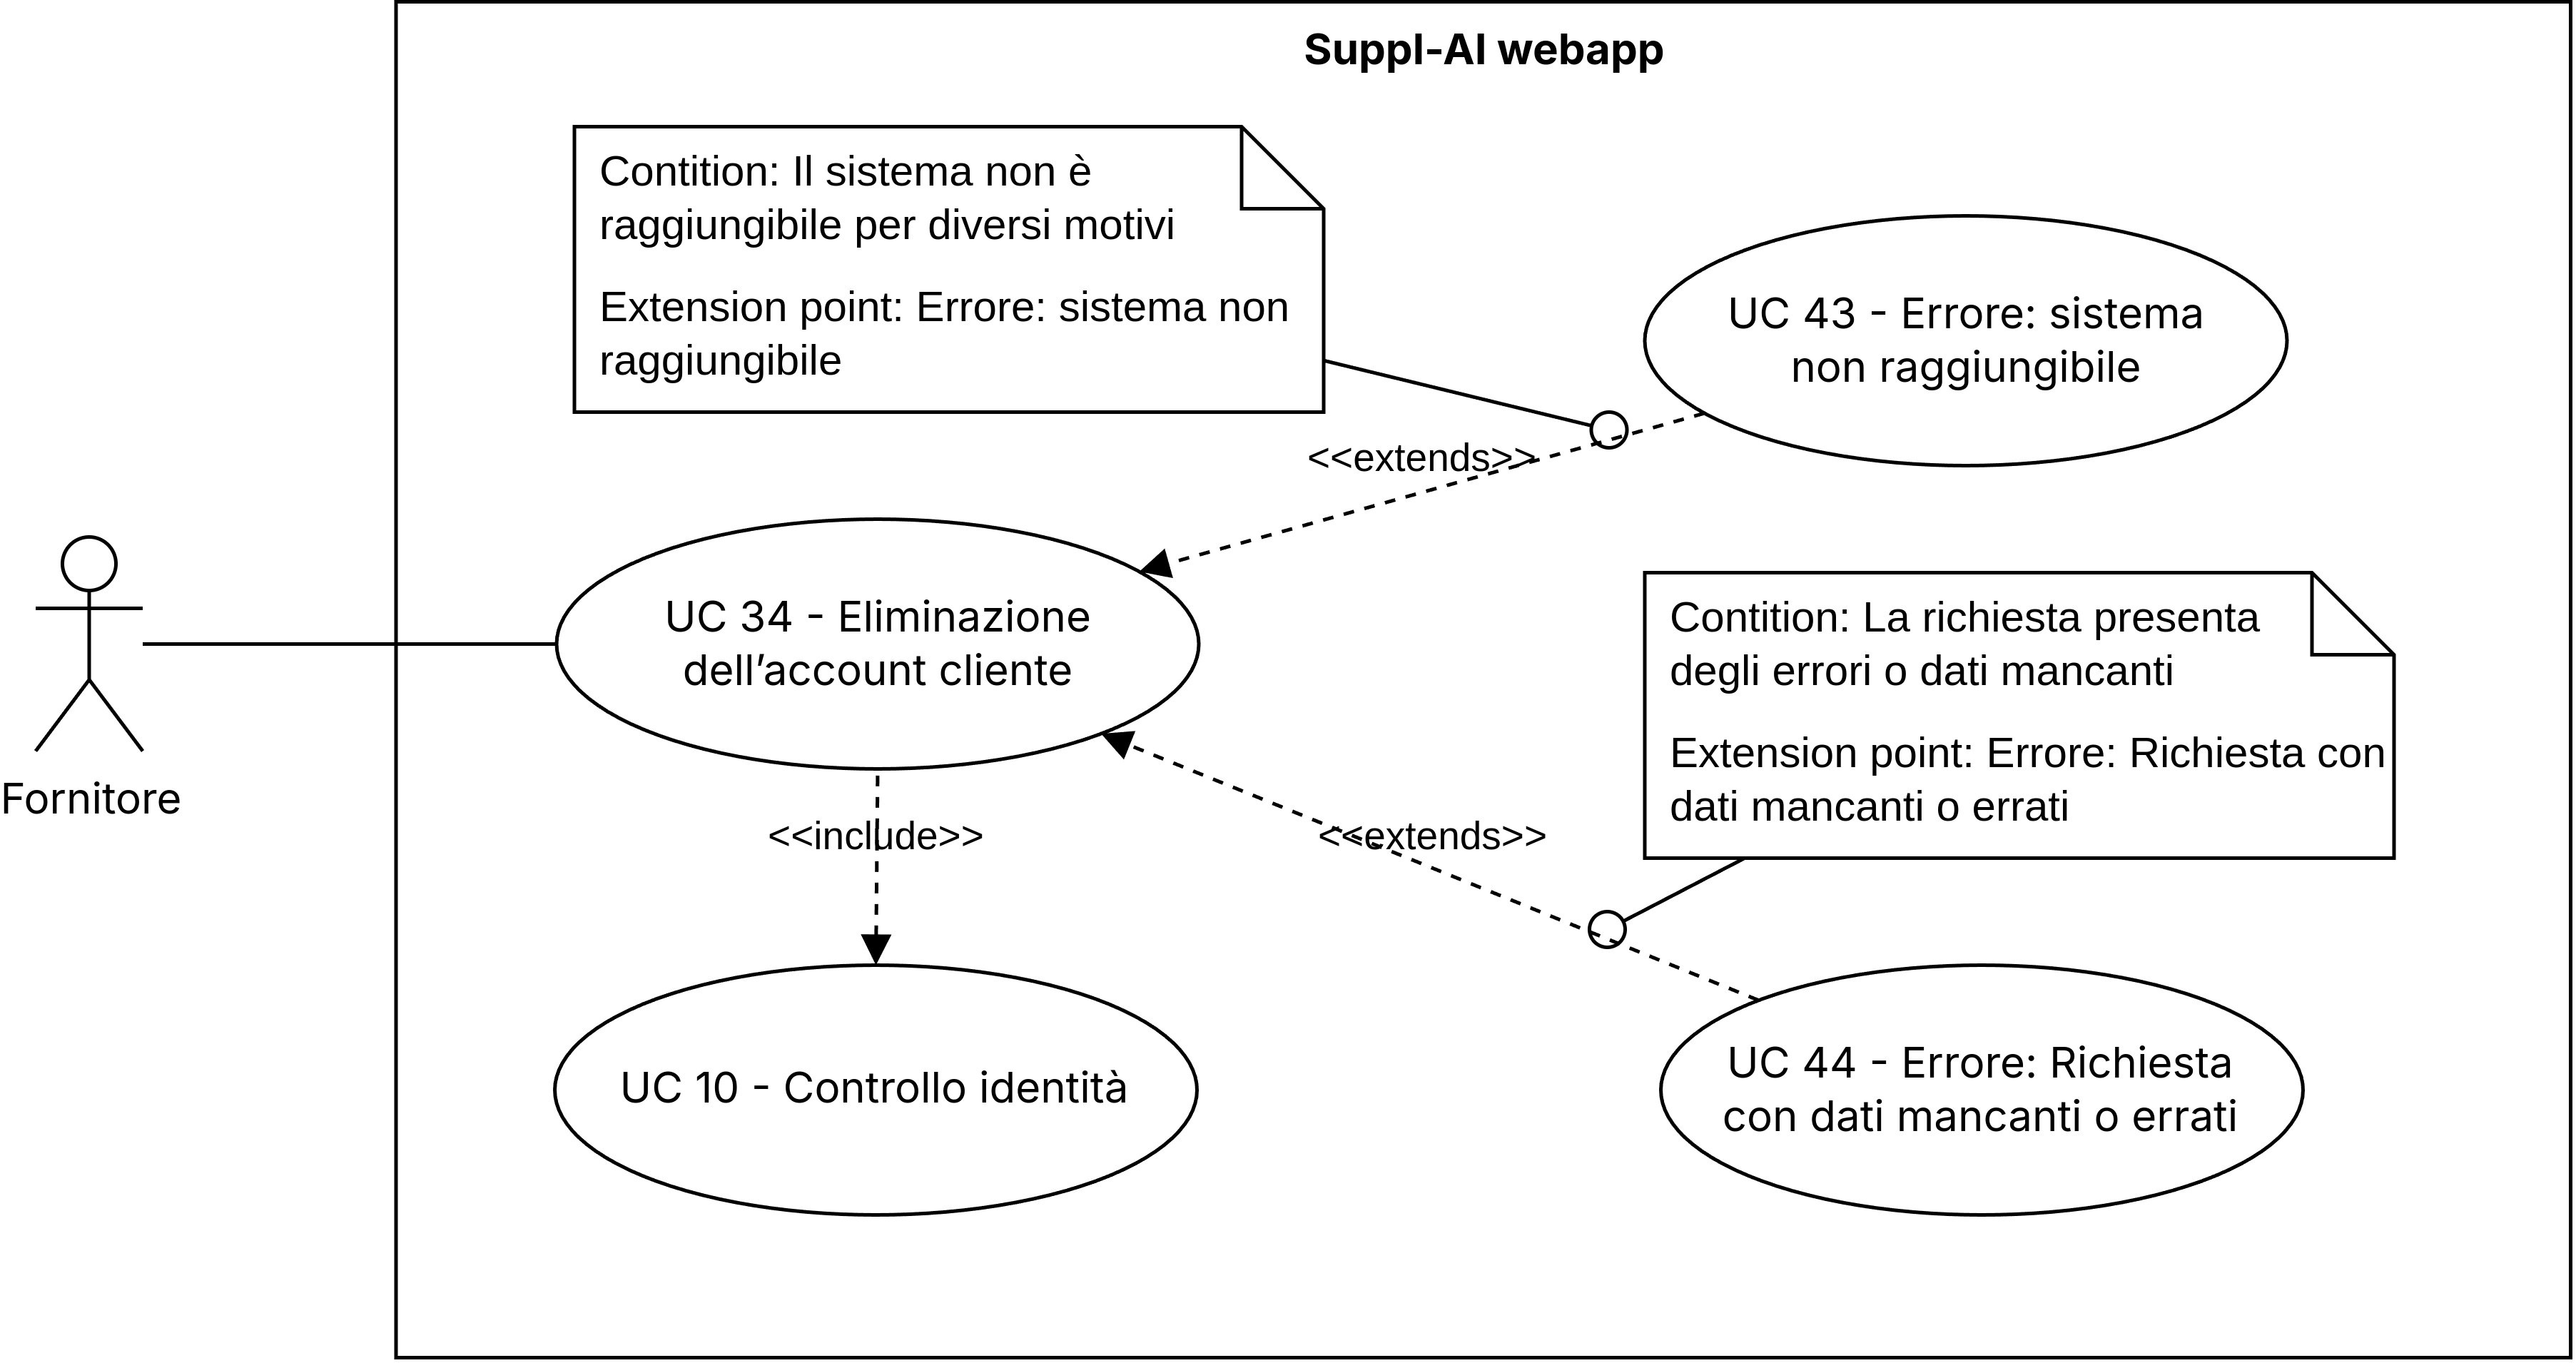 Suppl-AI webapp
Contition: Il sistema non è
raggiungibile per diversi motivi
Extension point: Errore: sistema non
raggiungibile
UC 43 - Errore: sistema
non raggiungibile
<<extends>>
UC 34 - Eliminazione
dell’account cliente
Contition: La richiesta presenta
degli errori o dati mancanti
Extension point: Errore: Richiesta con
dati mancanti o errati
Fornitore
<<include>>
<<extends>>
UC 10 - Controllo identità
UC 44 - Errore: Richiesta
con dati mancanti o errati